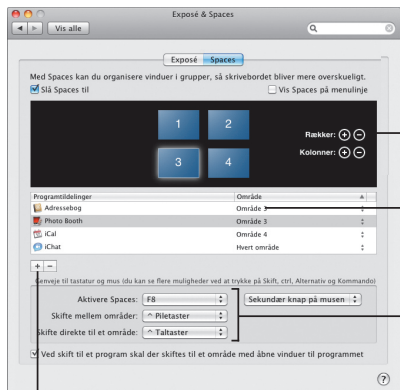 Exposé & Spaces
Vis alle
Exposé
Spaces
Med Spaces kan du organisere vinduer i grupper, så skrivebordet bliver mere overskueligt.
Slå Spaces til
Vis Spaces på menulinje
1
2
Rækker:
Kolonner:
3
4
Programtildelinger
Område
Adressebog
Område 3
Photo Booth
Område 3
iCal
Område 4
iChat
Hvert område
Genveje til tastatur og mus (du kan se flere muligheder ved at trykke på Skift, ctrl, Alternativ og Kommando)
Aktivere Spaces:
F8
Sekundær knap på musen
Skifte mellem områder:
^ Piletaster
Skifte direkte til et område:
^ Taltaster
Ved skift til et program skal der skiftes til et område med åbne vinduer til programmet
?